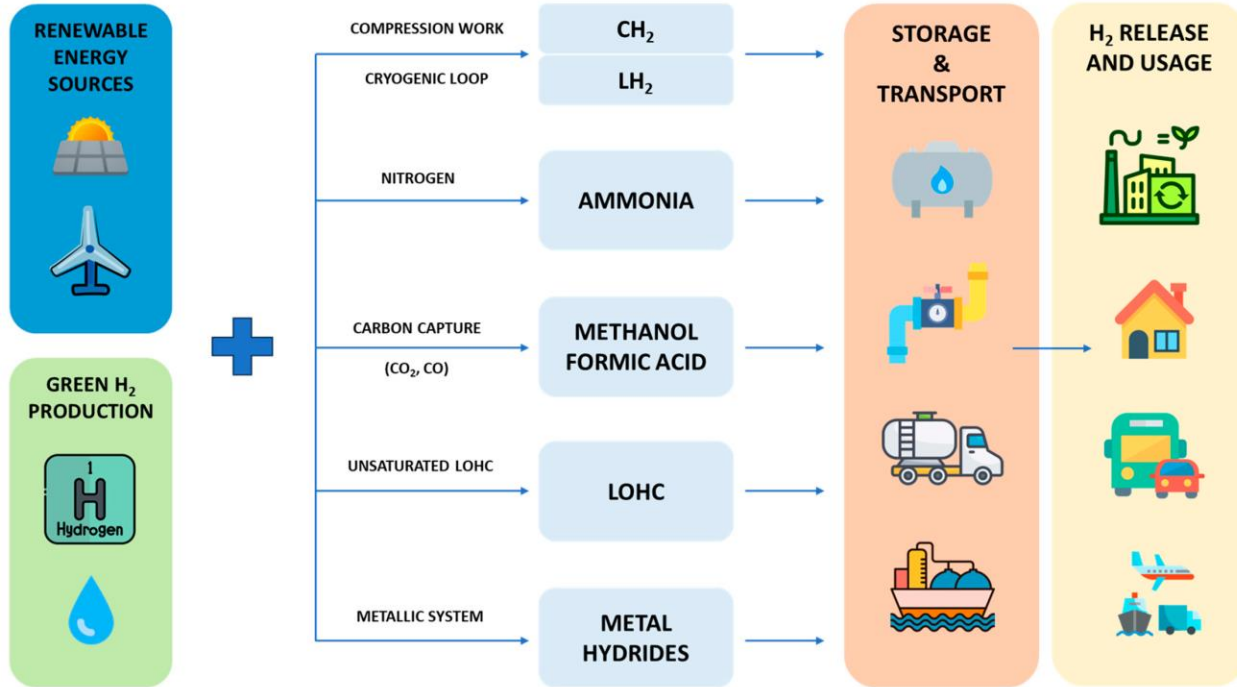 RENEWABLE
ENERGY
SOURCES
GREEN H₂
PRODUCTION
1
H
Hydrogen
COMPRESSION WORK
CH₂
CRYOGENIC LOOP
LH₂
NITROGEN
AMMONIA
CARBON CAPTURE
(CO₂, CO)
METHANOL
FORMIC ACID
UNSATURATED LOHC
LOHC
METALLIC SYSTEM
METAL
HYDRIDES
STORAGE
&
TRANSPORT
H₂ RELEASE
AND USAGE